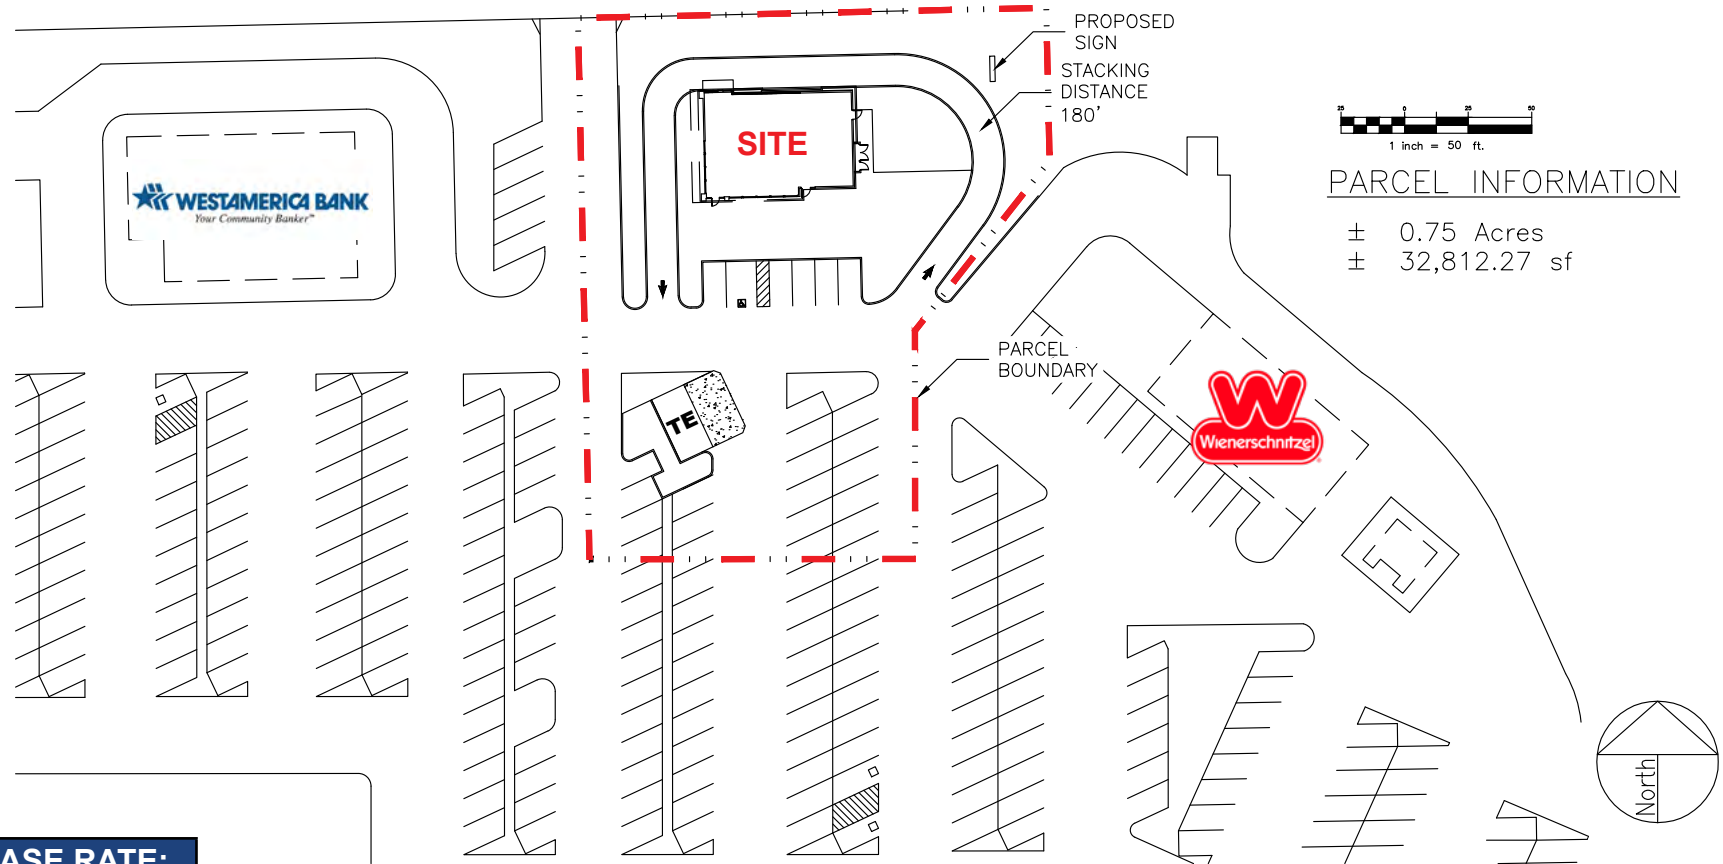 PROPOSED
SIGN
STACKING
DISTANCE
180'
SITE
25 0 25 50
1 inch = 50 ft.
PARCEL INFORMATION
± 0.75 Acres
± 32,812.27 sf
WESTAMERICA BANK
Your Community Banker℠
PARCEL
BOUNDARY
TE
W
Wienerschnitzel
North
ASE RATE: